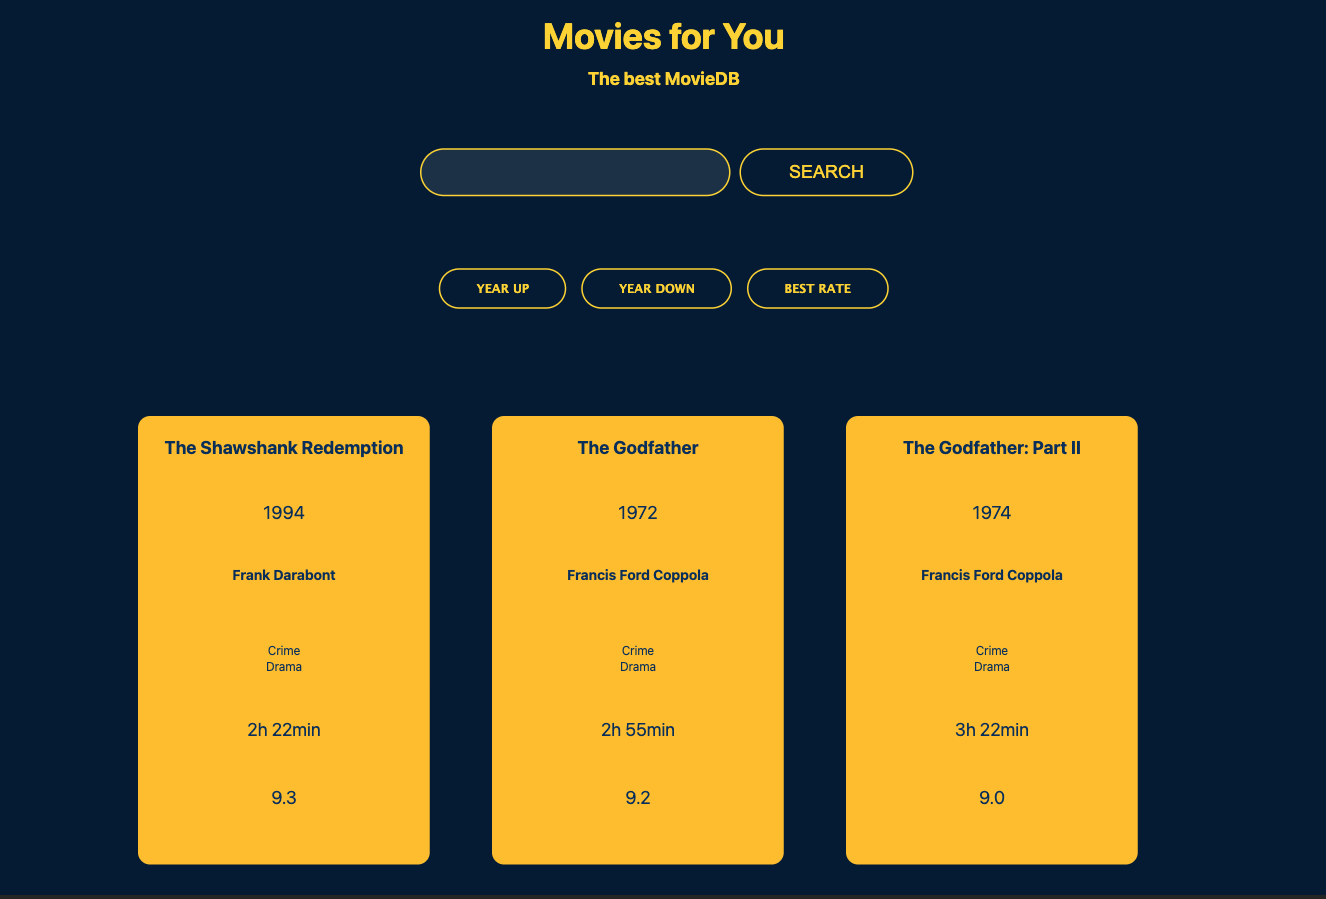 Movies for You
The best MovieDB
SEARCH
YEAR UP
YEAR DOWN
BEST RATE
The Shawshank Redemption
1994
Frank Darabont
Crime
Drama
2h 22min
9.3
The Godfather
1972
Francis Ford Coppola
Crime
Drama
2h 55min
9.2
The Godfather: Part II
1974
Francis Ford Coppola
Crime
Drama
3h 22min
9.0